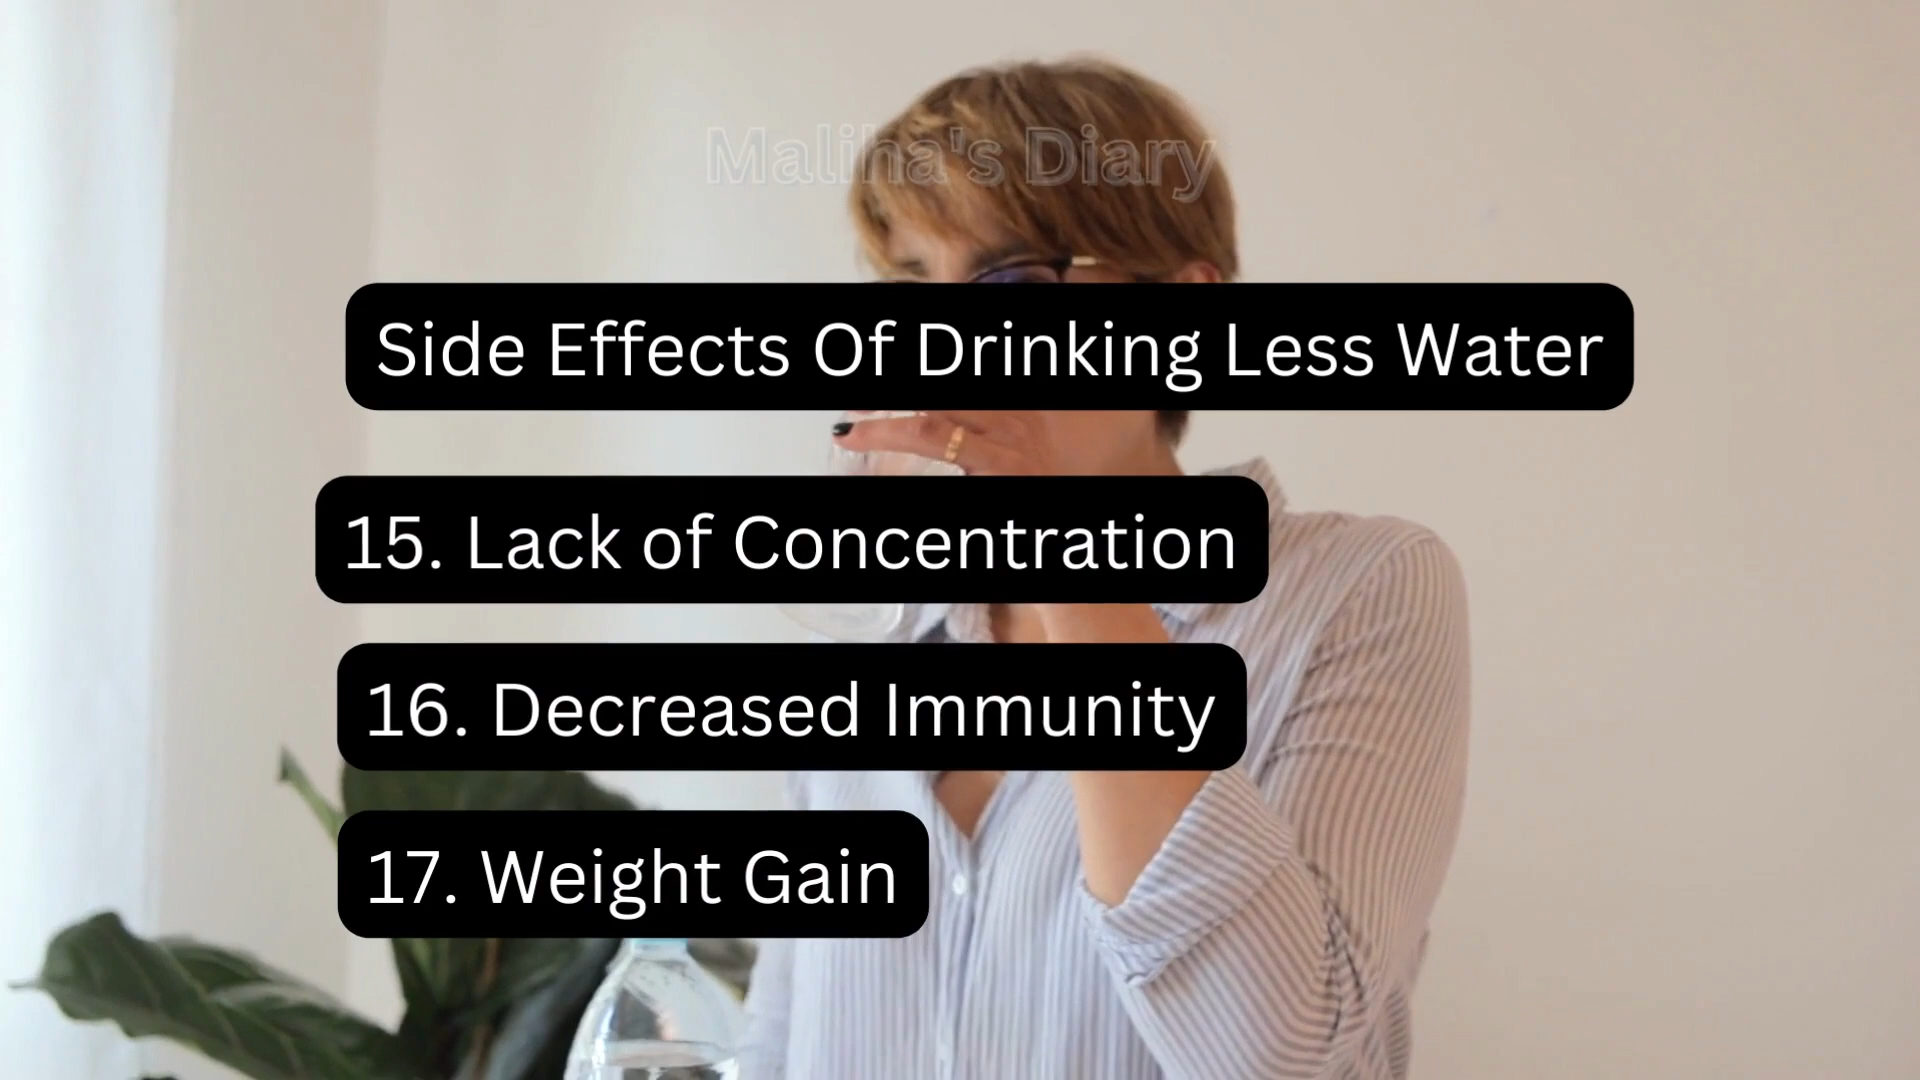 Maliha's Diary
Side Effects Of Drinking Less Water
15. Lack of Concentration
16. Decreased Immunity
17. Weight Gain